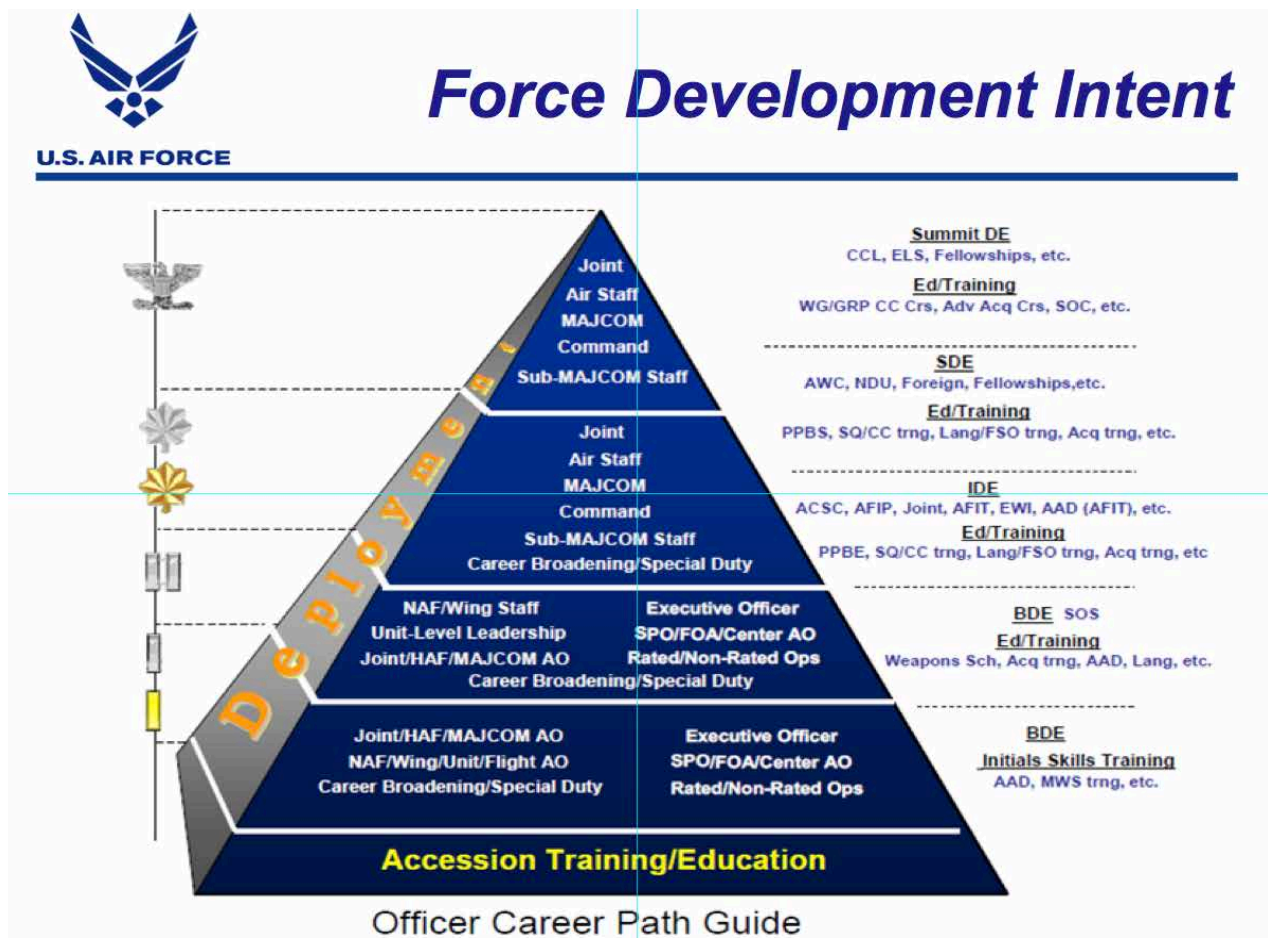 Force Development Intent
U.S. AIR FORCE
Joint
Air Staff
MAJCOM
Command
Sub-MAJCOM Staff
Joint
Air Staff
MAJCOM
Command
Sub-MAJCOM Staff
Career Broadening/Special Duty
NAF/Wing Staff
Unit-Level Leadership
Joint/HAF/MAJCOM AO
Executive Officer
SPO/FOA/Center AO
Rated/Non-Rated Ops
Career Broadening/Special Duty
Joint/HAF/MAJCOM AO
NAF/Wing/Unit/Flight AO
Career Broadening/Special Duty
Executive Officer
SPO/FOA/Center AO
Rated/Non-Rated Ops
Accession Training/Education
Deployment
Summit DE
CCL, ELS, Fellowships, etc.
Ed/Training
WG/GRP CC Crs, Adv Acq Crs, SOC, etc.
SDE
AWC, NDU, Foreign, Fellowships,etc.
Ed/Training
PPBS, SQ/CC trng, Lang/FSO trng, Acq trng, etc.
IDE
ACSC, AFIP, Joint, AFIT, EWI, AAD (AFIT), etc.
Ed/Training
PPBE, SQ/CC trng, Lang/FSO trng, Acq trng, etc
BDE SOS
Ed/Training
Weapons Sch, Acq trng, AAD, Lang, etc.
BDE
Initials Skills Training
AAD, MWS trng, etc.
Officer Career Path Guide